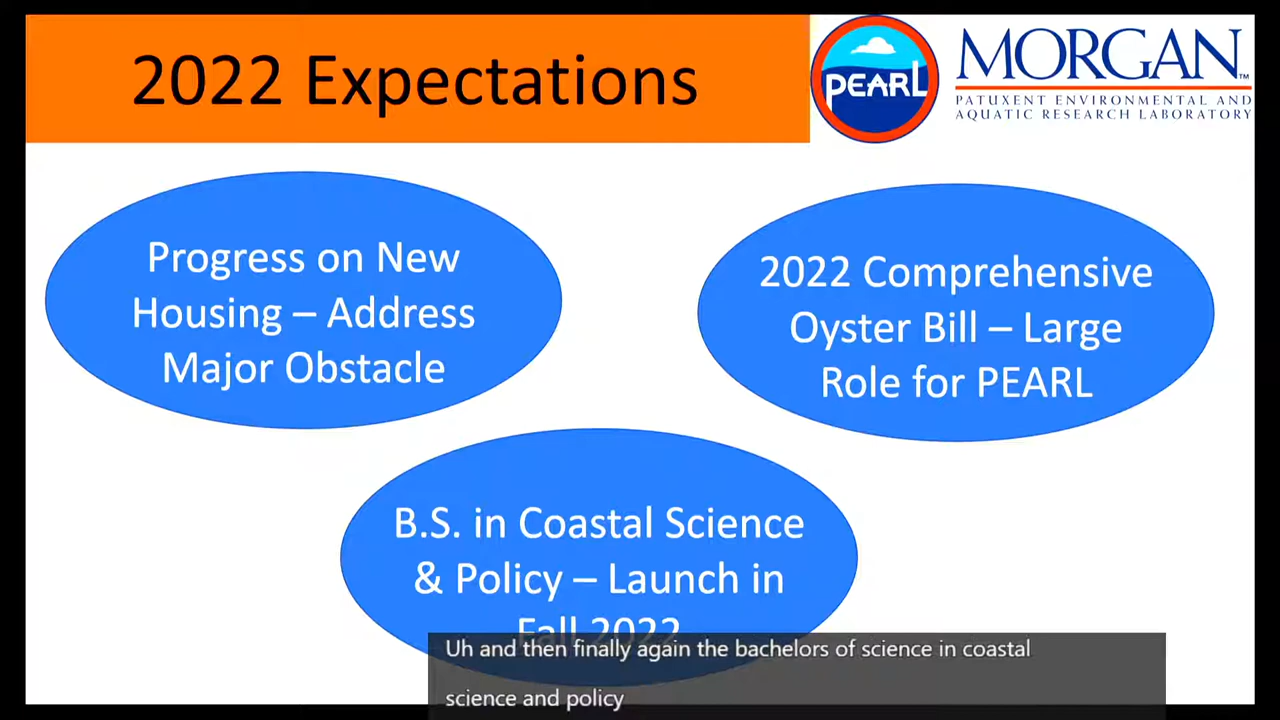 2022 Expectations
PEARL
MORGAN™
PATUXENT ENVIRONMENTAL AND
AQUATIC RESEARCH LABORATORY
Progress on New
Housing – Address
Major Obstacle
2022 Comprehensive
Oyster Bill – Large
Role for PEARL
B.S. in Coastal Science
& Policy – Launch in
Fall 2022
Uh and then finally again the bachelors of science in coastal
science and policy